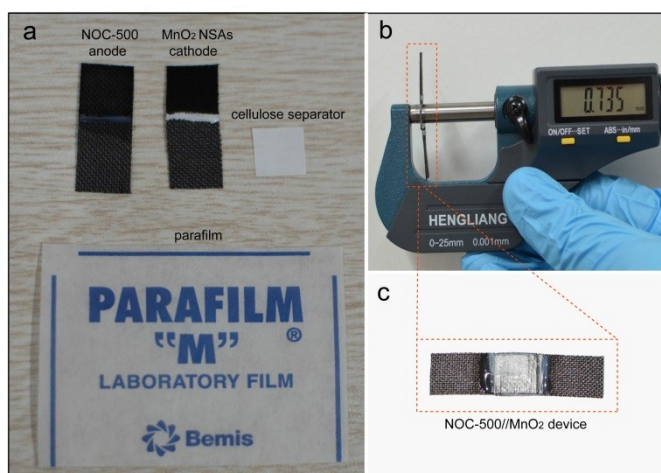 a
NOC-500
anode
MnO₂ NSAs
cathode
cellulose separator
parafilm
PARAFILM
"M"®
LABORATORY FILM
Bemis
b
0.735
ON/OFF··SET
ABS··in/mm
HENGLIANG
0~25mm 0.001mm
c
NOC-500//MnO₂ device